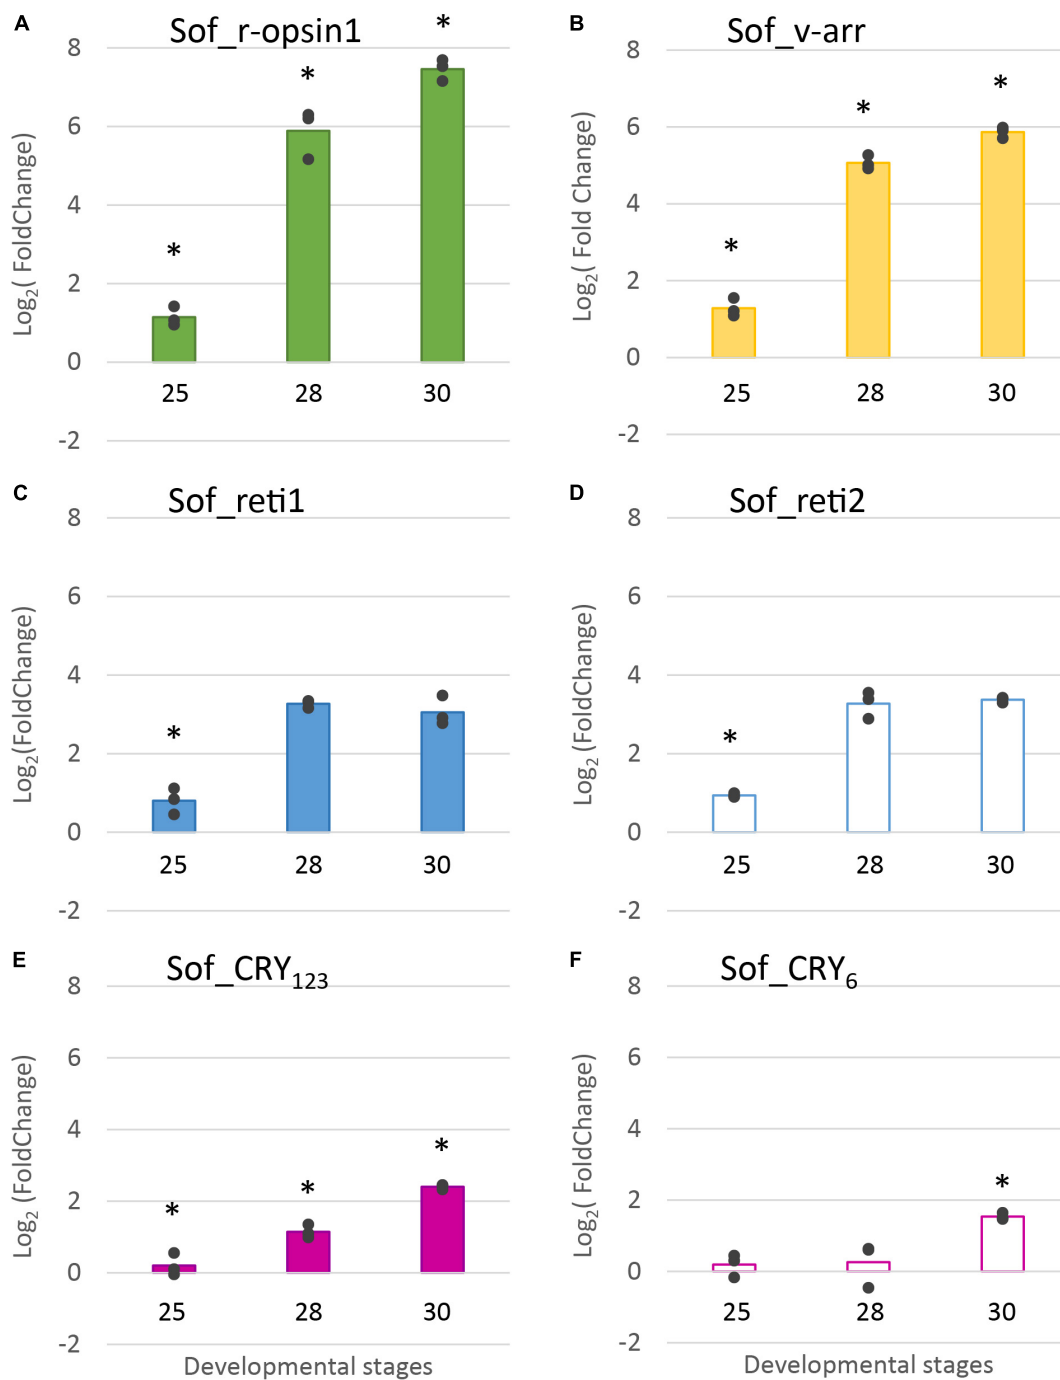 A
Sof_r-opsin1
Log2( FoldChange)
8
6
4
2
0
-2
*
*
*
25 28 30
B
Sof_v-arr
Log2( Fold Change)
8
6
4
2
0
-2
*
*
*
25 28 30
C
Sof_reti1
Log2(FoldChange)
8
6
4
2
0
-2
*
25 28 30
D
Sof_reti2
Log2 (FoldChange)
8
6
4
2
0
-2
*
25 28 30
E
Sof_CRY123
Log2 (FoldChange)
8
6
4
2
0
-2
*
*
*
25 28 30
Developmental stages
F
Sof_CRY6
Log2( FoldChange)
8
6
4
2
0
-2
*
25 28 30
Developmental stages